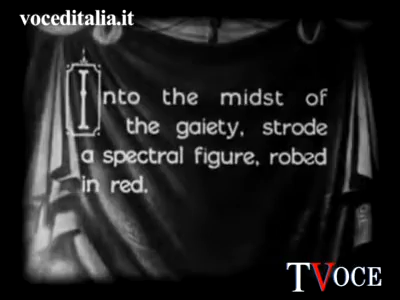 voceditalia.it
Into the midst of
the gaiety, strode
a spectral figure, robed
in red.
TVOCE